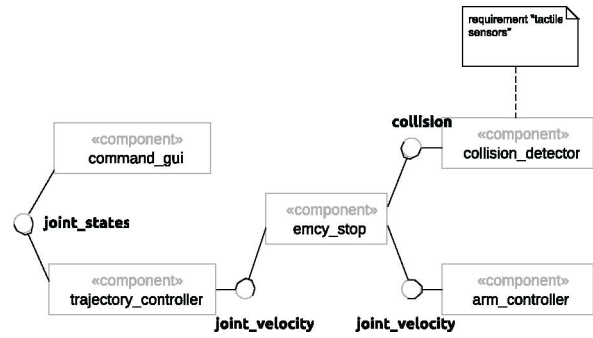 requirement "tactile
sensors"
collision
«component»
command_gui
«component»
collision_detector
joint_states
«component»
emcy_stop
«component»
trajectory_controller
«component»
arm_controller
joint_velocity
joint_velocity